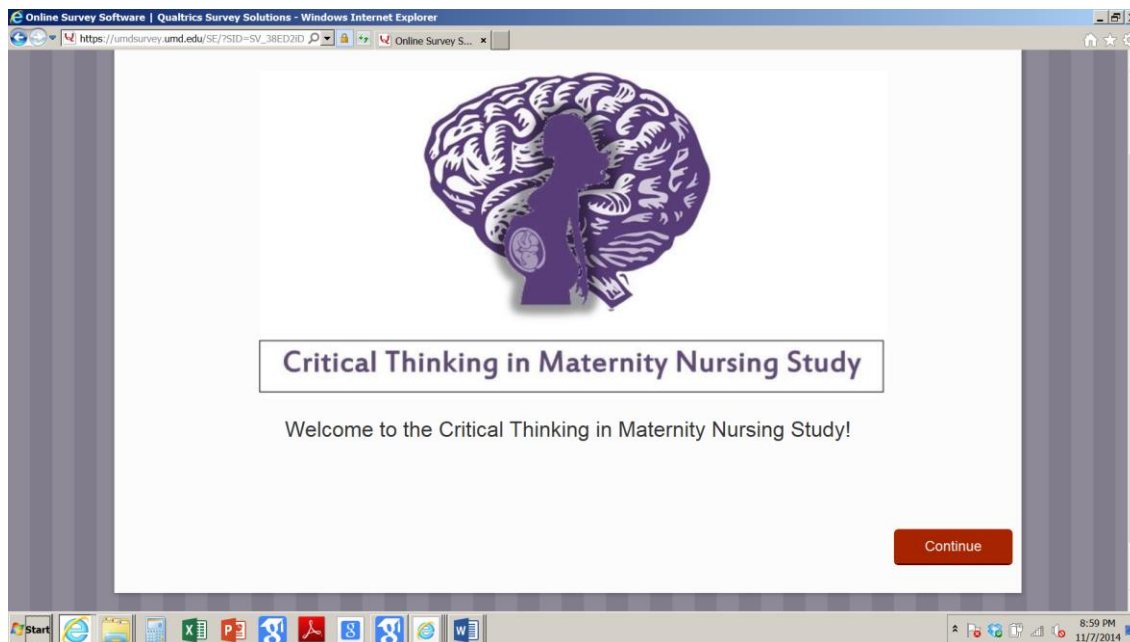 Online Survey Software | Qualtrics Survey Solutions - Windows Internet Explorer
https://umdsurvey.umd.edu/SE/?SID=SV_38ED2iD
Online Survey S...
Critical Thinking in Maternity Nursing Study
Welcome to the Critical Thinking in Maternity Nursing Study!
Continue
Start
8:59 PM
11/7/2014